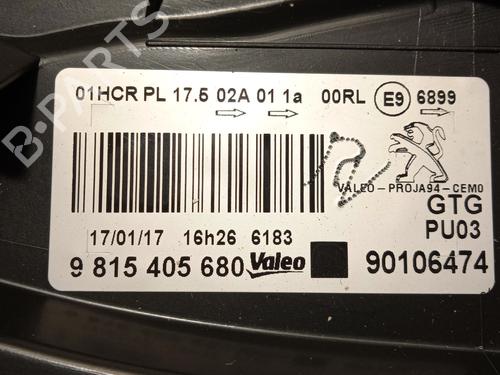 01HCR PL 17.5 02A 01 1a 00RL E9 6899
VALEO-PROJA94-CEM0
GTG
PU03
17/01/17 16h26 6183
9 815 405 680 Valeo 90106474
B-PARTS